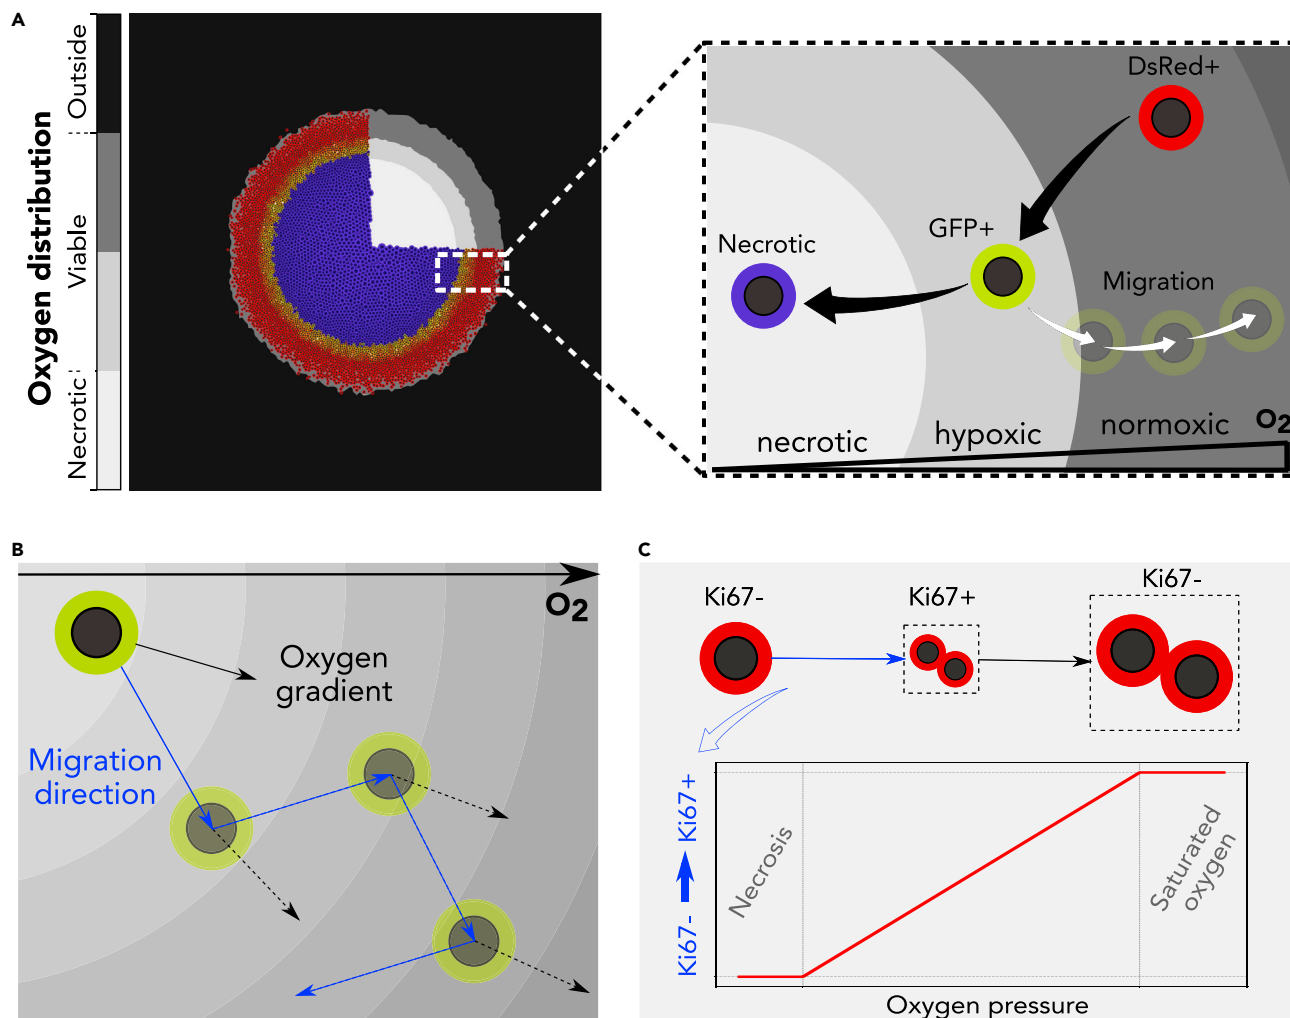 A
Oxygen distribution
Outside
Viable
Necrotic
DsRed+
GFP+
Necrotic
Migration
necrotic
hypoxic
normoxic
O2
B
O2
Oxygen
gradient
Migration
direction
C
Ki67-
Ki67+
Ki67-
Ki67-
Ki67+
Necrosis
Saturated
oxygen
Oxygen pressure